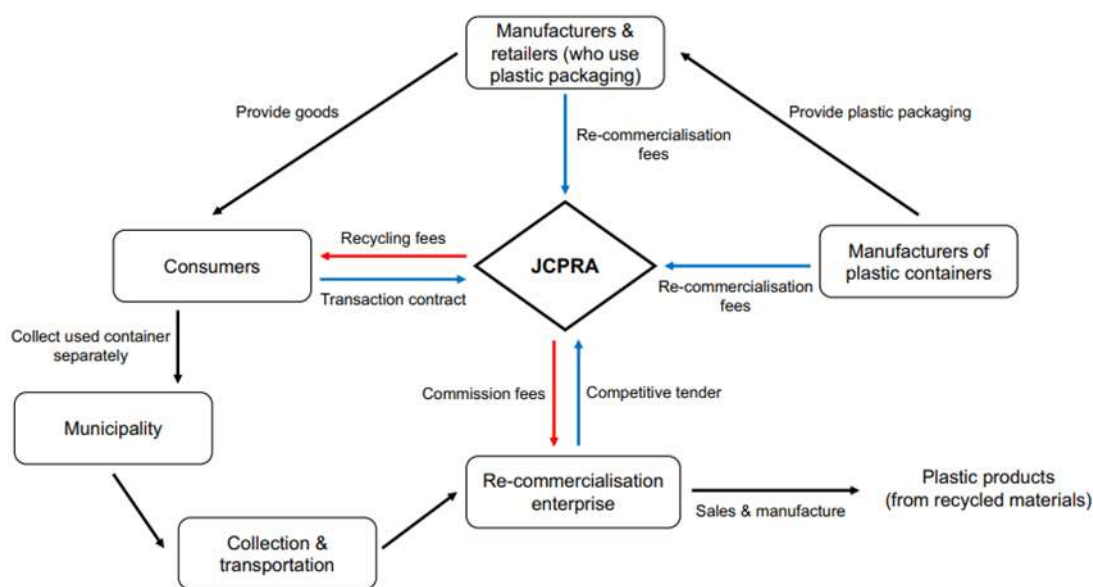 Manufacturers &
retailers (who use
plastic packaging)
Provide goods
Provide plastic packaging
Re-commercialisation
fees
Consumers
Recycling fees
Transaction contract
JCPRA
Manufacturers of
plastic containers
Re-commercialisation
fees
Collect used container
separately
Commission fees
Competitive tender
Municipality
Re-commercialisation
enterprise
Sales & manufacture
Plastic products
(from recycled materials)
Collection &
transportation